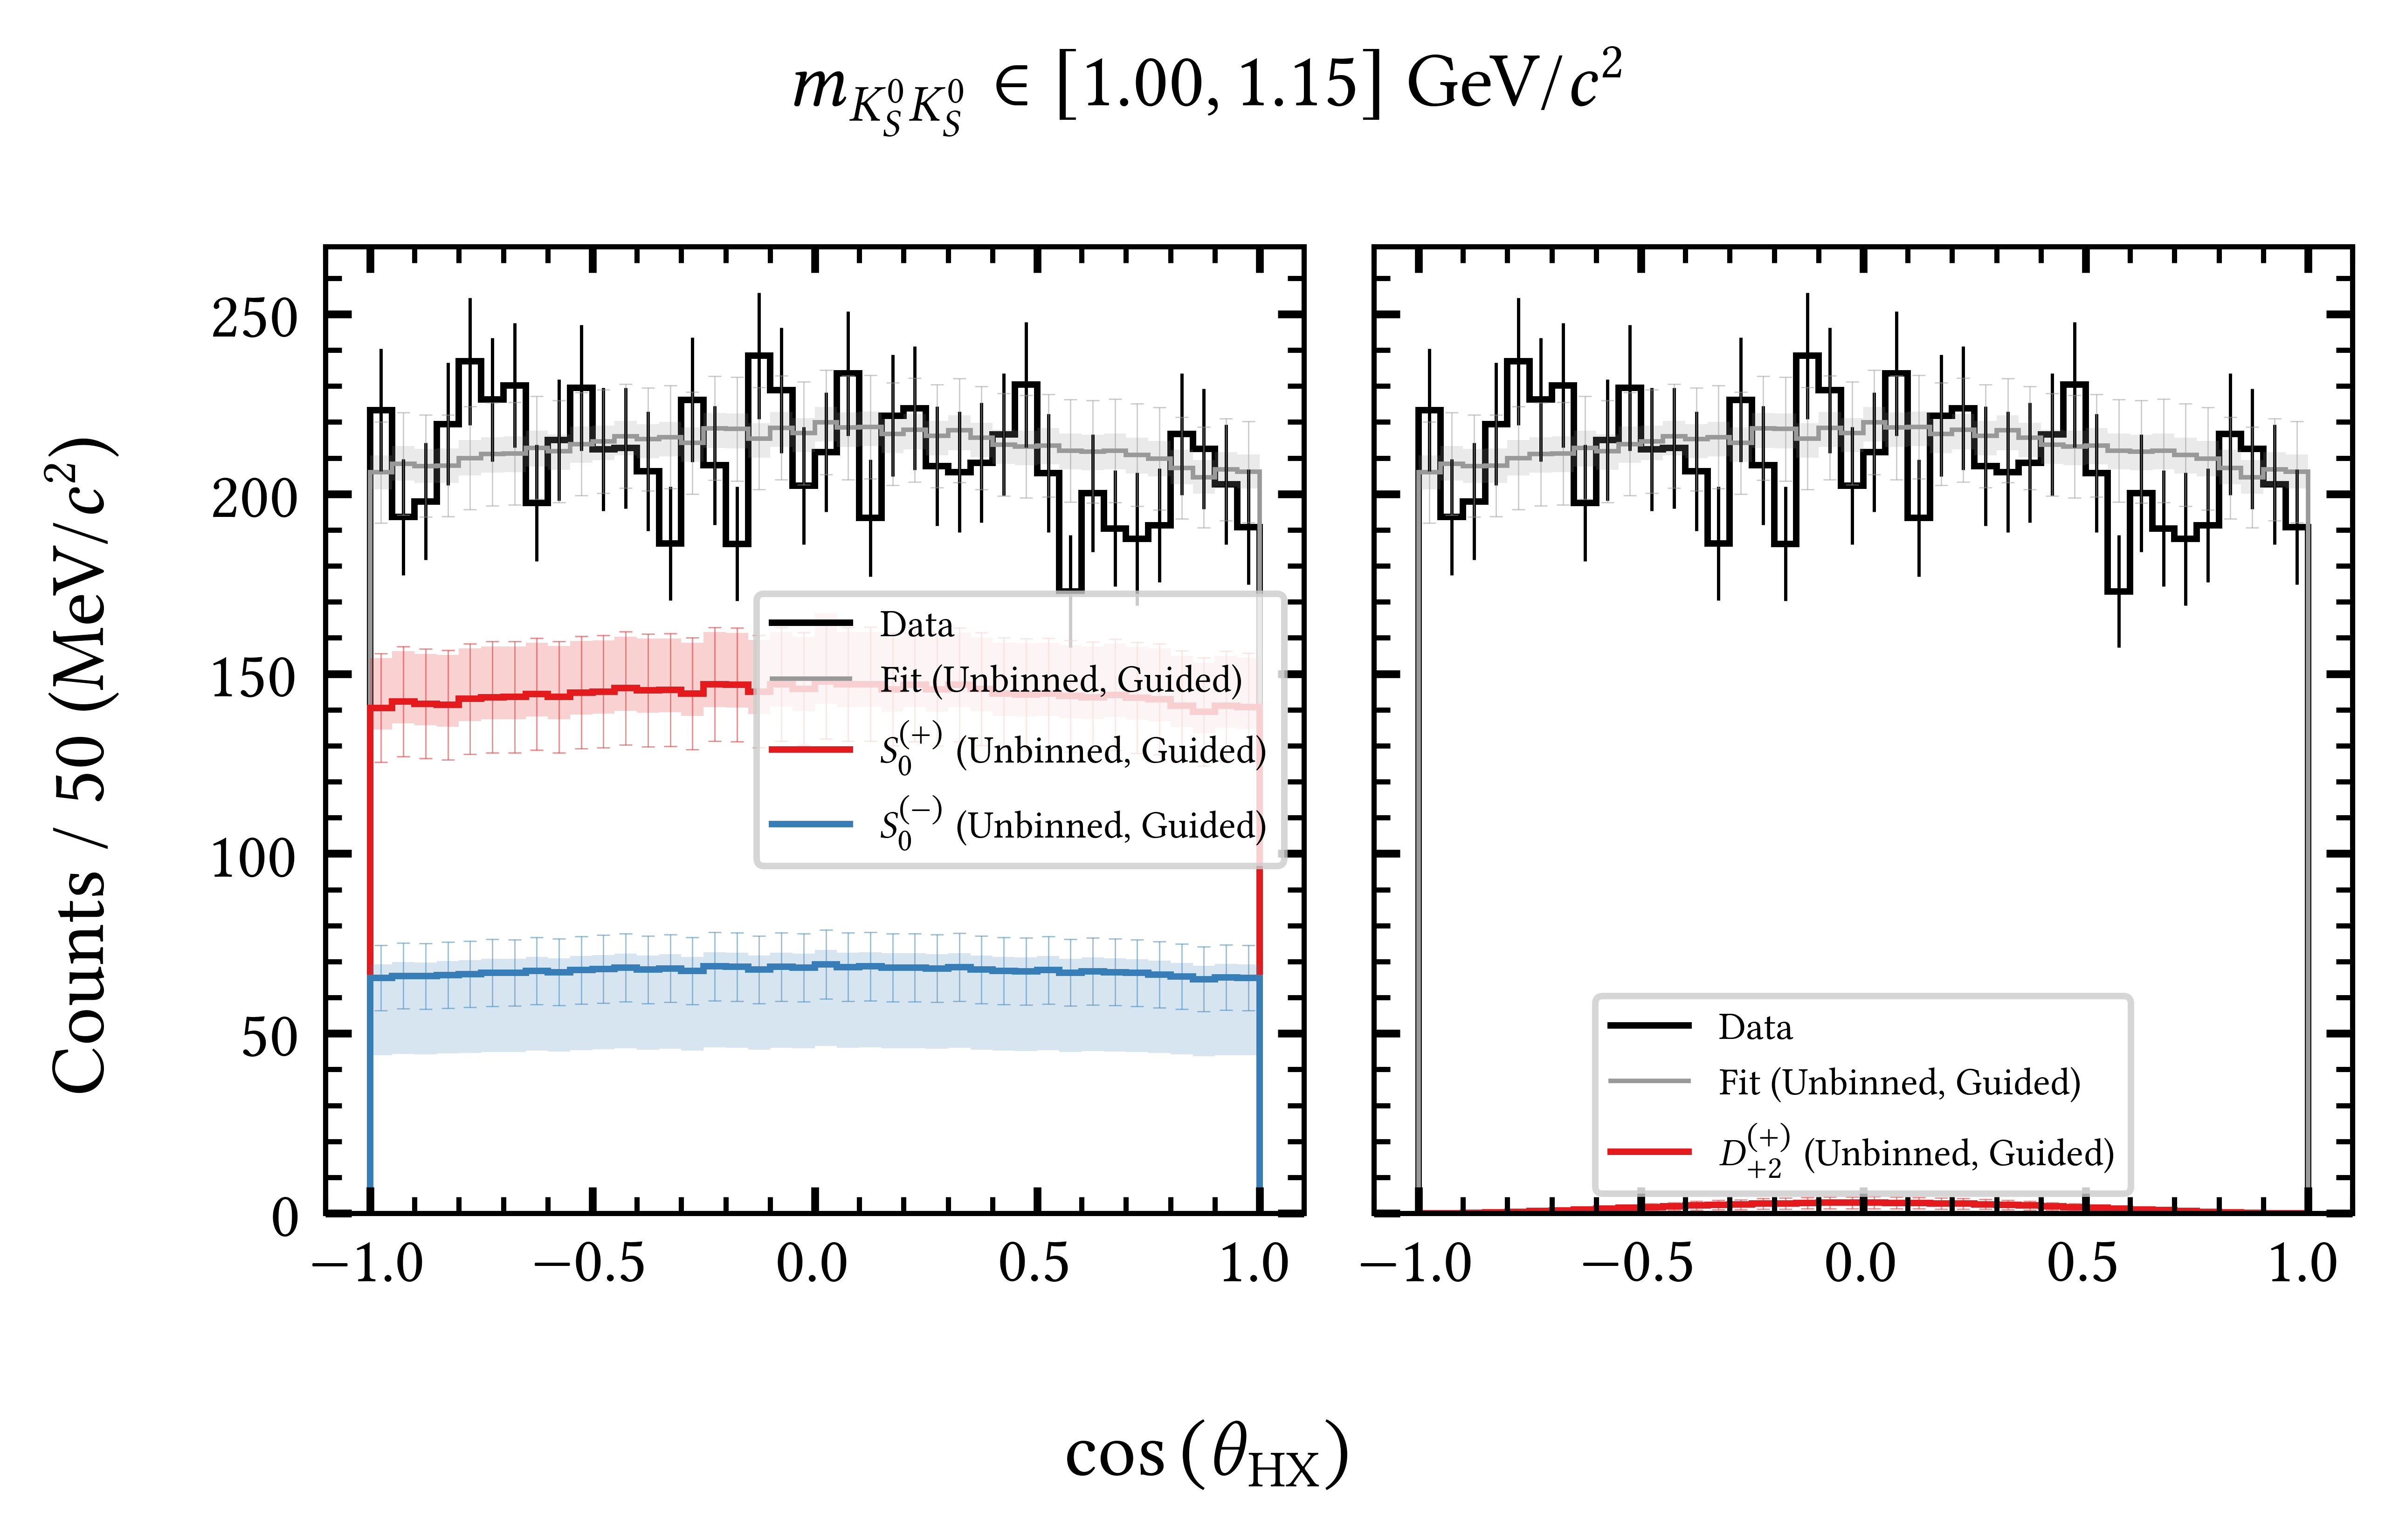 m_{K_S^0 K_S^0} ∈ [1.00, 1.15] GeV/c²
Counts / 50 (MeV/c²)
250
200
150
100
50
0
Data
Fit (Unbinned, Guided)
S_0^{(+)} (Unbinned, Guided)
S_0^{(−)} (Unbinned, Guided)
−1.0 −0.5 0.0 0.5 1.0
Data
Fit (Unbinned, Guided)
D_{+2}^{(+)} (Unbinned, Guided)
−1.0 −0.5 0.0 0.5 1.0
cos (θ_{HX})